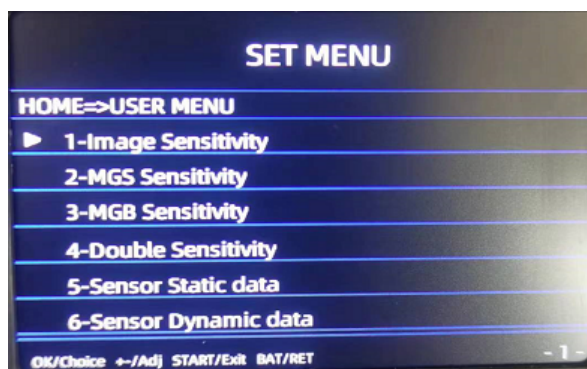 SET MENU
HOME=>USER MENU
1-Image Sensitivity
2-MGS Sensitivity
3-MGB Sensitivity
4-Double Sensitivity
5-Sensor Static data
6-Sensor Dynamic data
OK/Choice +-/Adj START/Exit BAT/RET
-1-